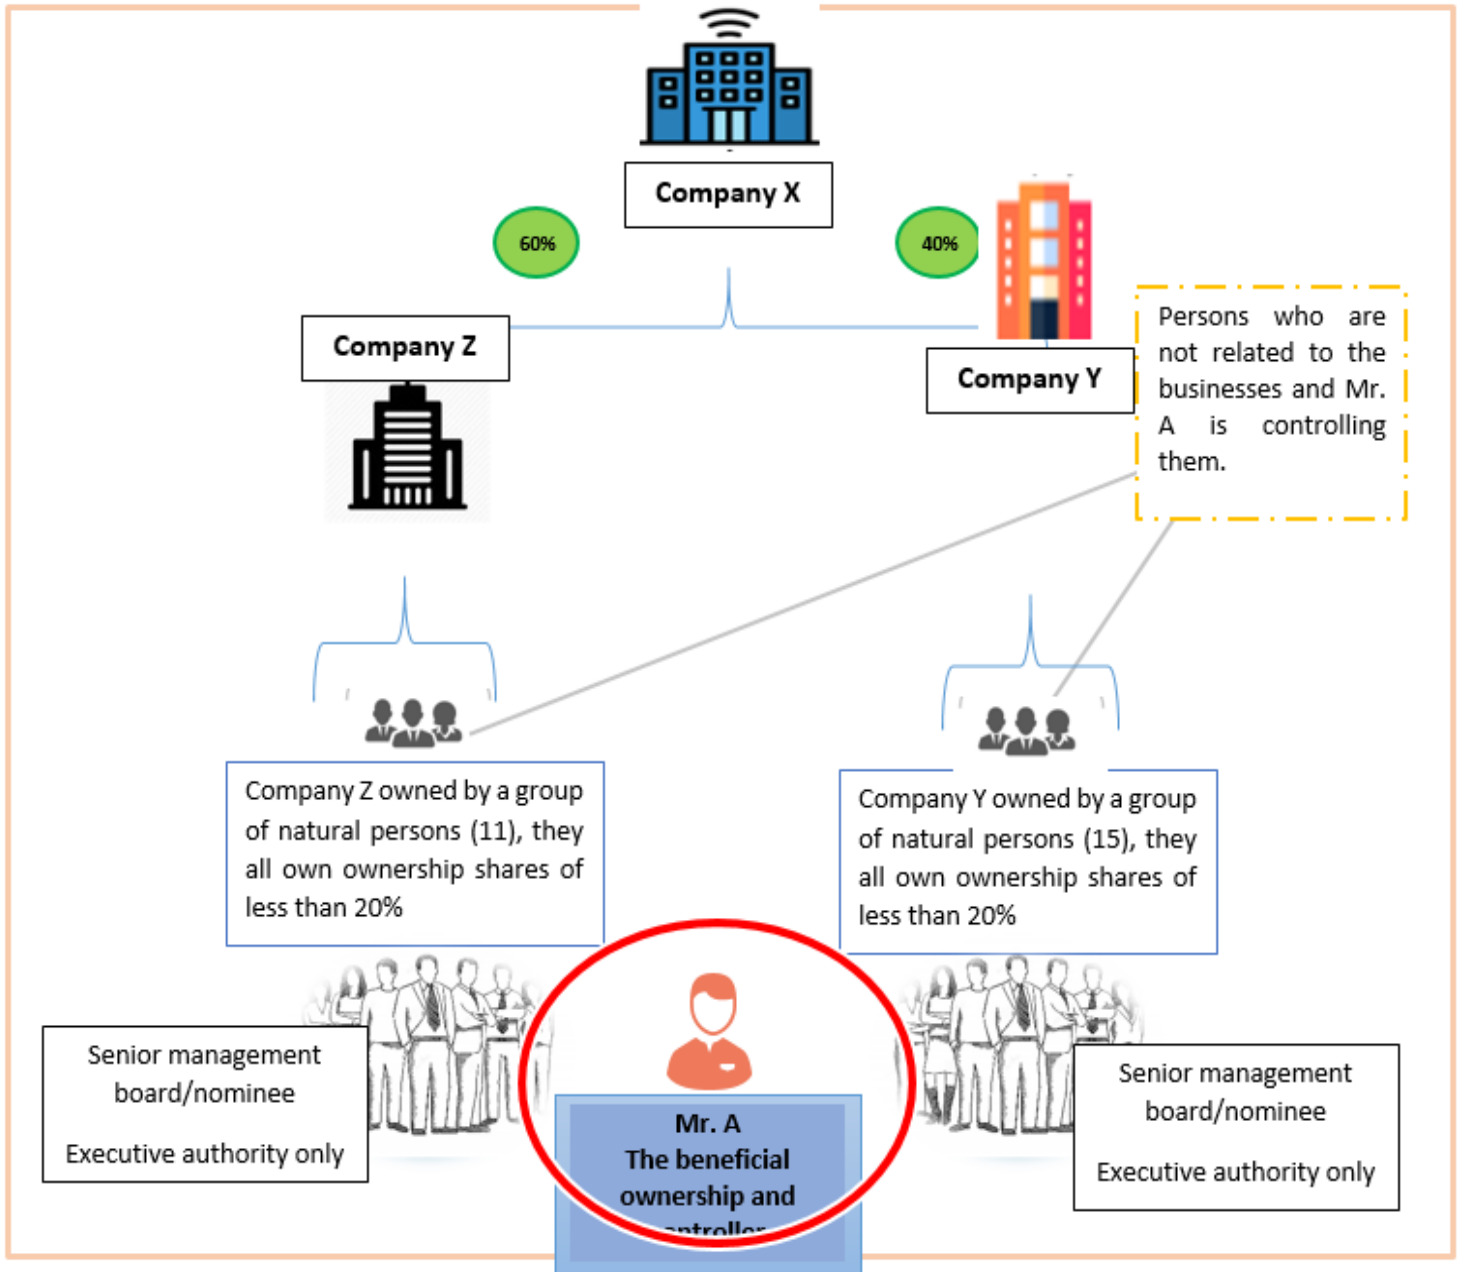 Company X
60%
40%
Company Z
Company Y
Persons who are
not related to the
businesses and Mr.
A is controlling
them.
Company Z owned by a group
of natural persons (11), they
all own ownership shares of
less than 20%
Company Y owned by a group
of natural persons (15), they
all own ownership shares of
less than 20%
Senior management
board/nominee
Executive authority only
Mr. A
The beneficial
ownership and
Senior management
board/nominee
Executive authority only